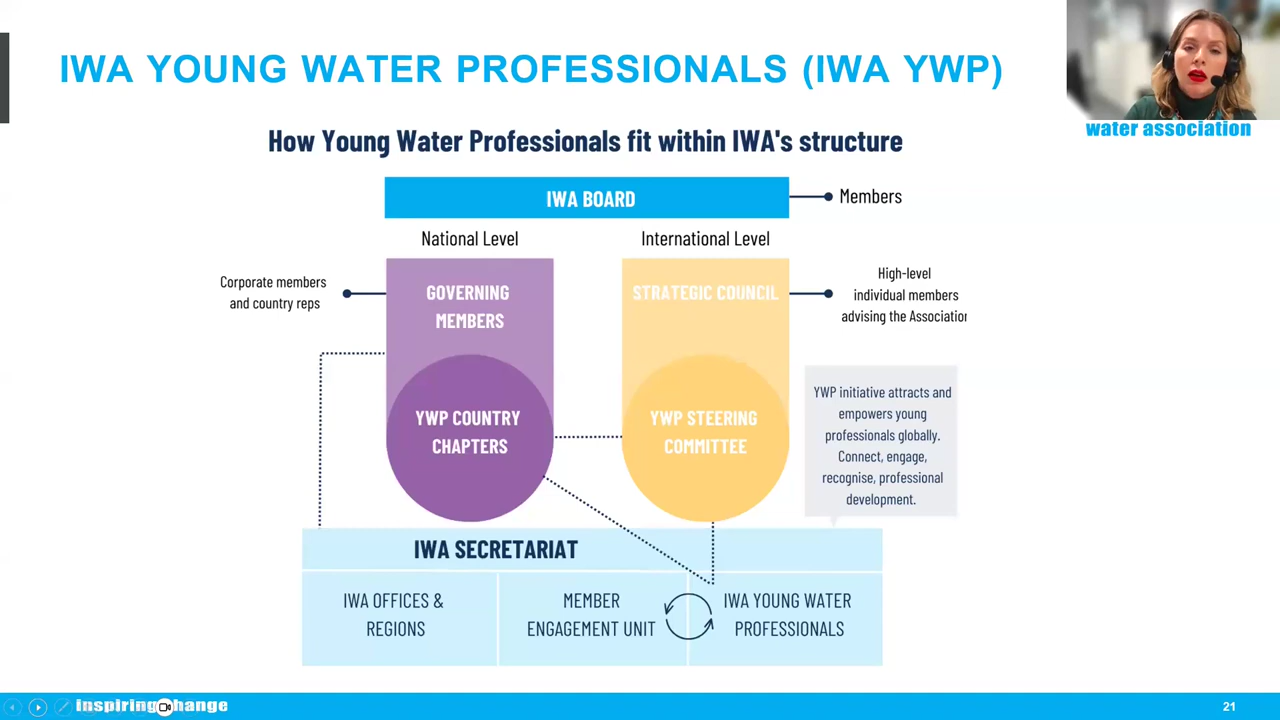 IWA YOUNG WATER PROFESSIONALS (IWA YWP)
water association
How Young Water Professionals fit within IWA's structure
IWA BOARD
Members
National Level
International Level
Corporate members
and country reps
GOVERNING
MEMBERS
STRATEGIC COUNCIL
High-level
individual members
advising the Association
YWP COUNTRY
CHAPTERS
YWP STEERING
COMMITTEE
YWP initiative attracts and
empowers young
professionals globally.
Connect, engage,
recognise, professional
development.
IWA SECRETARIAT
IWA OFFICES &
REGIONS
MEMBER
ENGAGEMENT UNIT
IWA YOUNG WATER
PROFESSIONALS
inspiring change
21